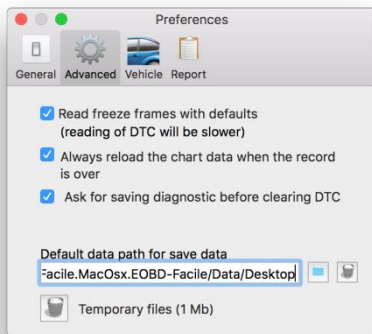 Preferences
General Advanced Vehicle Report
Read freeze frames with defaults
(reading of DTC will be slower)
Always reload the chart data when the record
is over
Ask for saving diagnostic before clearing DTC
Default data path for save data
Facile.MacOsx.EOBD-Facile/Data/Desktop
Temporary files (1 Mb)